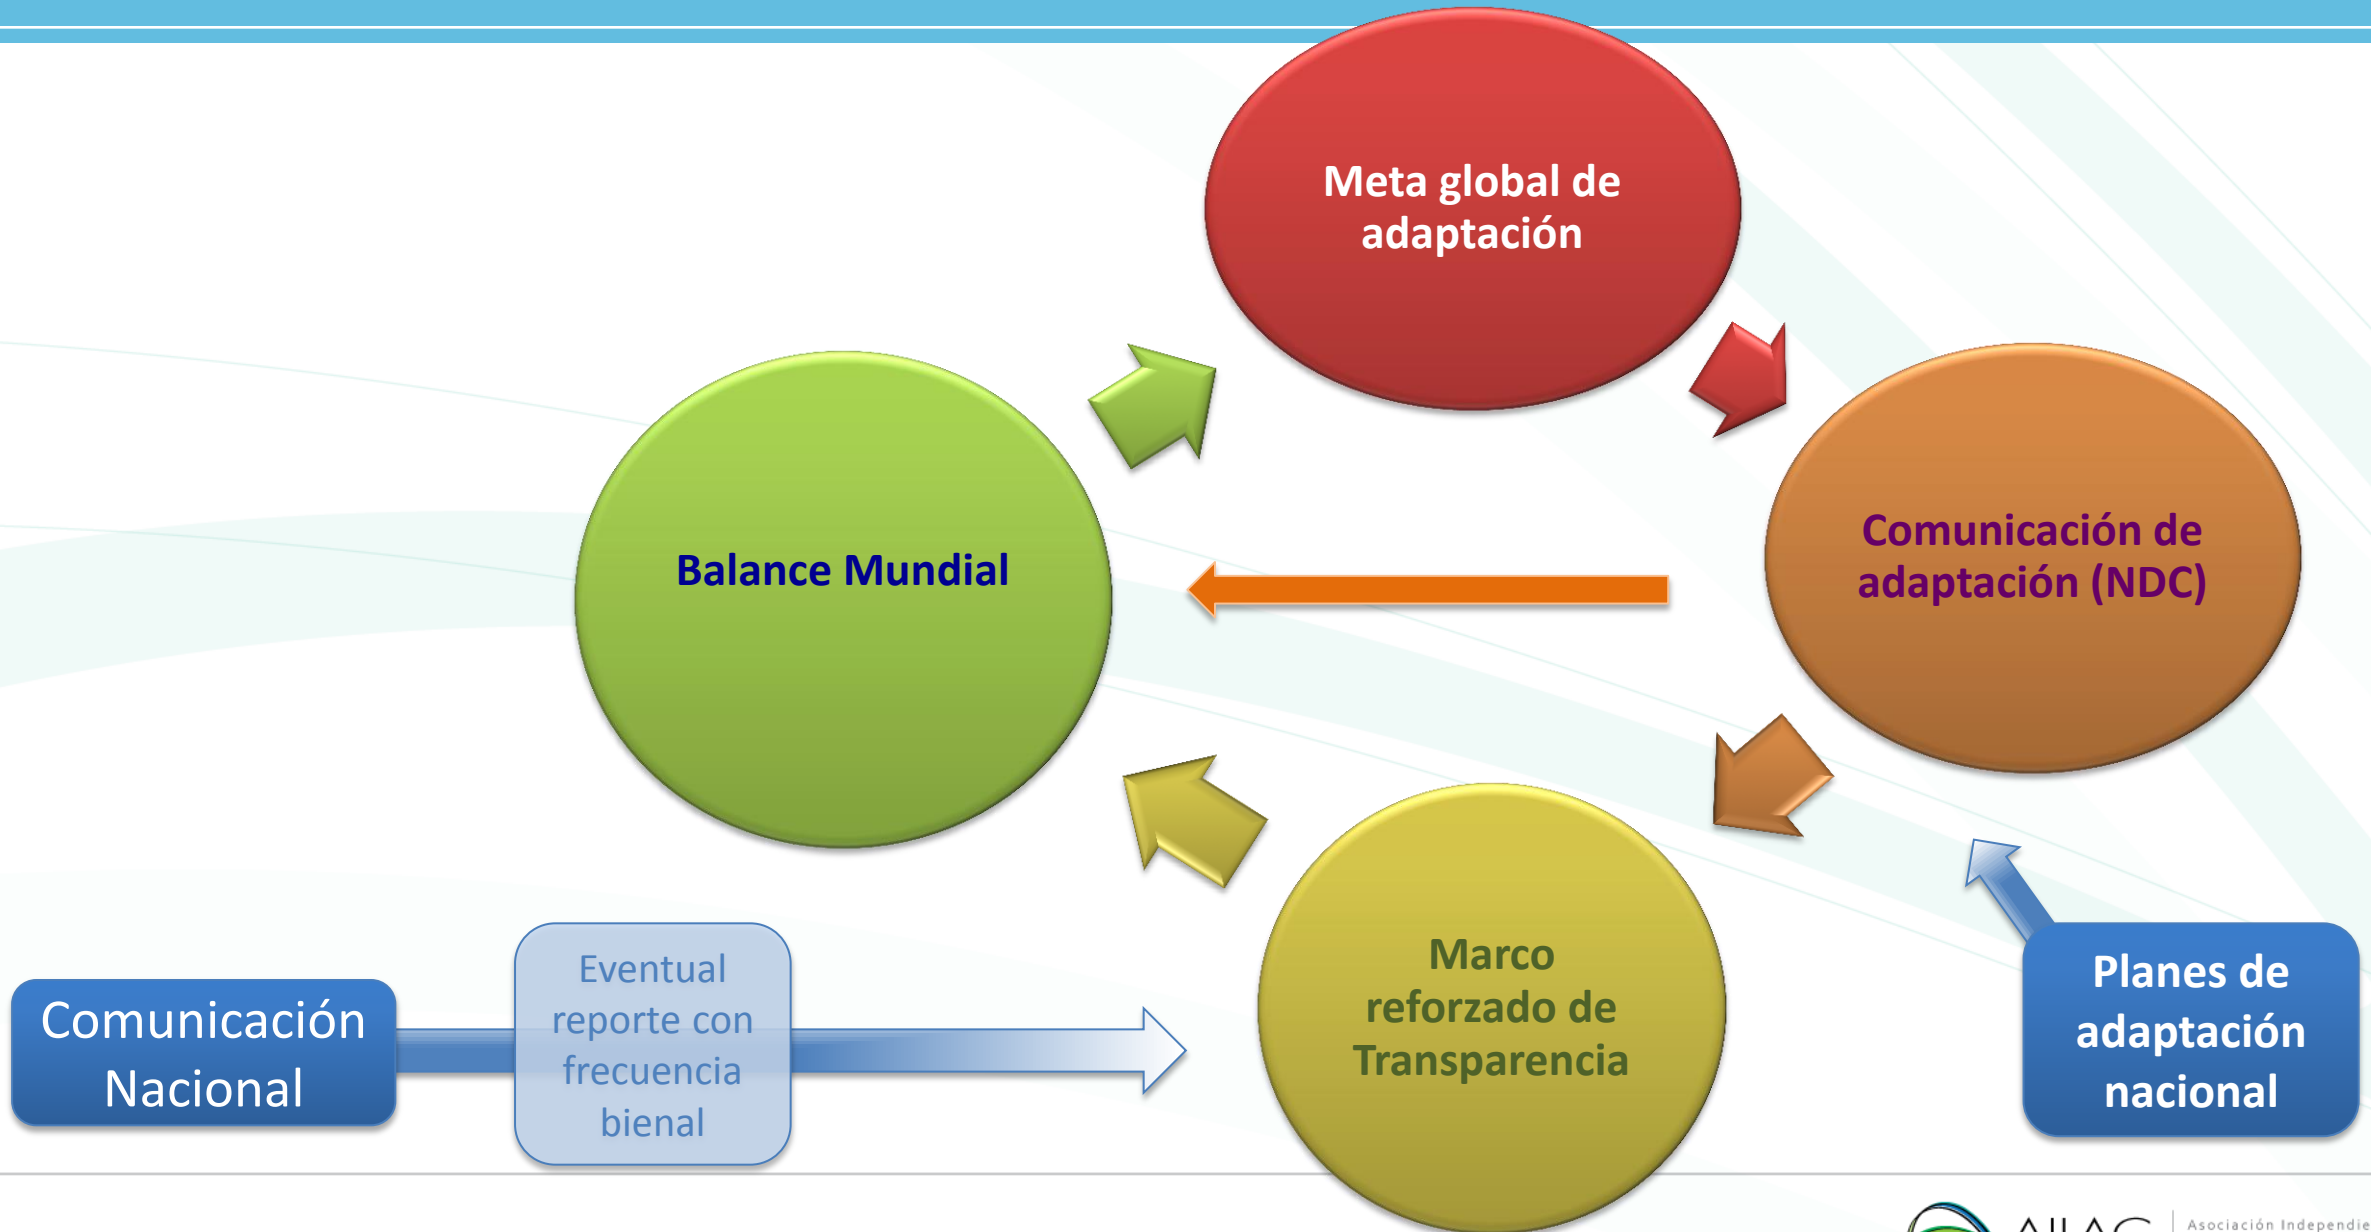 Meta global de
adaptación
Balance Mundial
Comunicación de
adaptación (NDC)
Marco
reforzado de
Transparencia
Comunicación
Nacional
Eventual
reporte con
frecuencia
bienal
Planes de
adaptación
nacional
Asociación